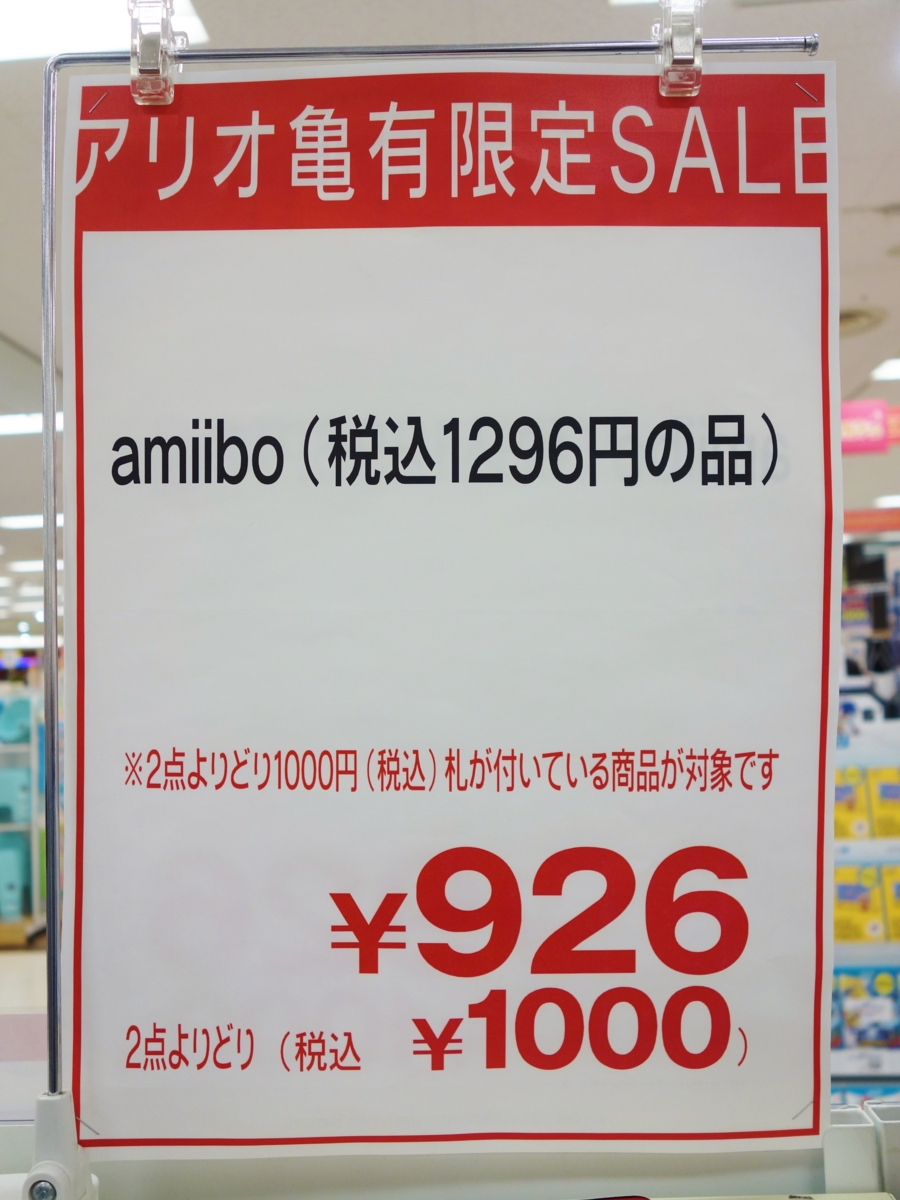 アリオ亀有限定SALE
amiibo（税込1296円の品）
※2点よりどり1000円（税込）札が付いている商品が対象です
¥926
2点よりどり（税込 ¥1000）